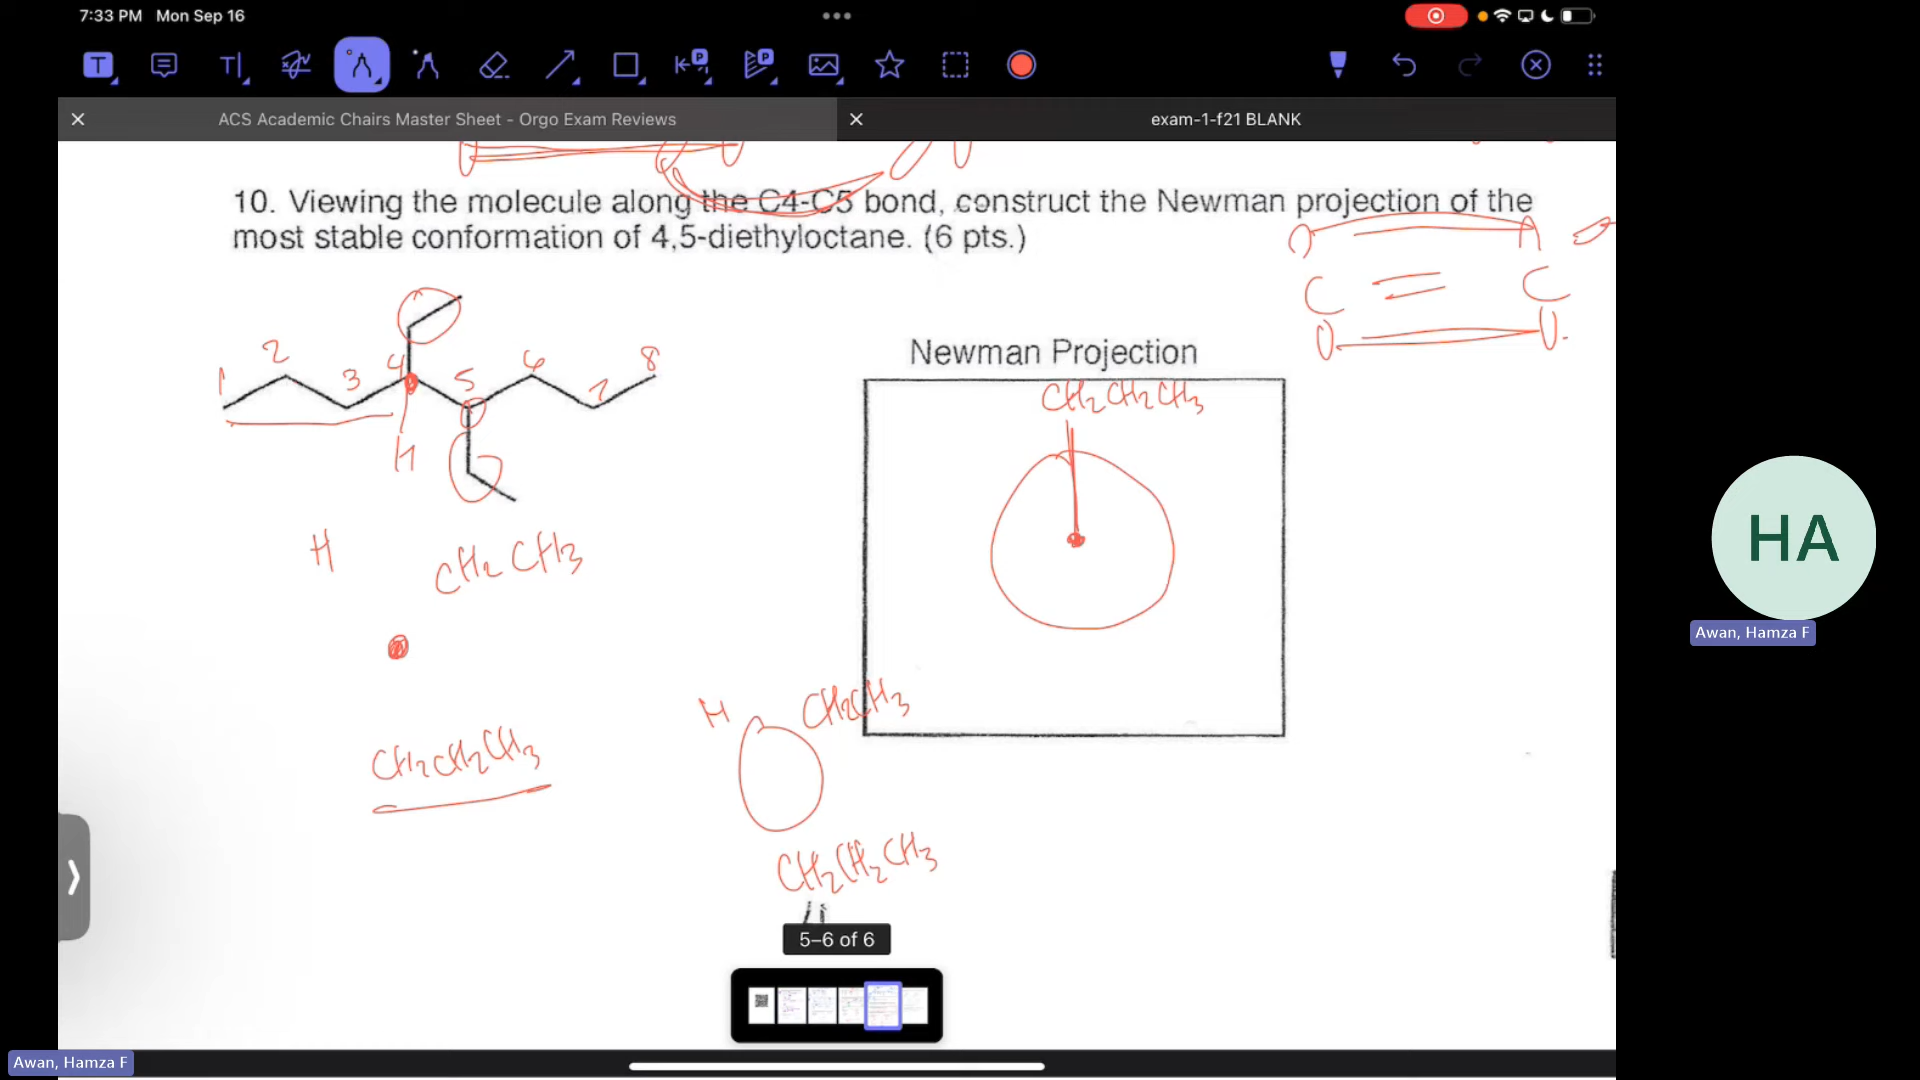 7:33 PM Mon Sep 16
ACS Academic Chairs Master Sheet - Orgo Exam Reviews
exam-1-f21 BLANK
10. Viewing the molecule along the C4-C5 bond, construct the Newman projection of the
most stable conformation of 4,5-diethyloctane. (6 pts.)
C = C
1 2 3 4 5 6 7 8
H
Newman Projection
CH2CH2CH3
H
CH2CH3
CH2CH2CH3
H
CH2CH3
CH2CH2CH3
5–6 of 6
HA
Awan, Hamza F
Awan, Hamza F